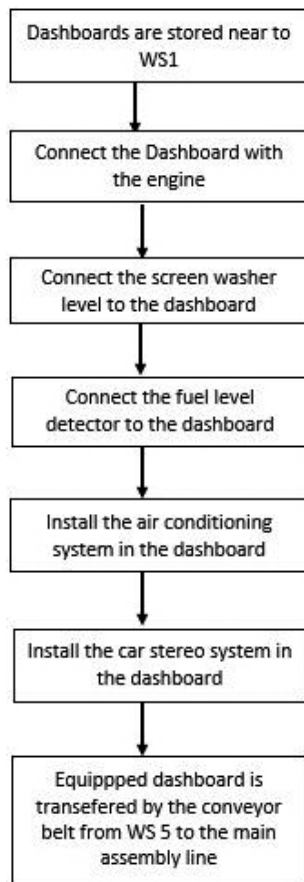 Dashboards are stored near to
WS1
Connect the Dashboard with
the engine
Connect the screen washer
level to the dashboard
Connect the fuel level
detector to the dashboard
Install the air conditioning
system in the dashboard
Install the car stereo system in
the dashboard
Equippped dashboard is
transefered by the conveyor
belt from WS 5 to the main
assembly line